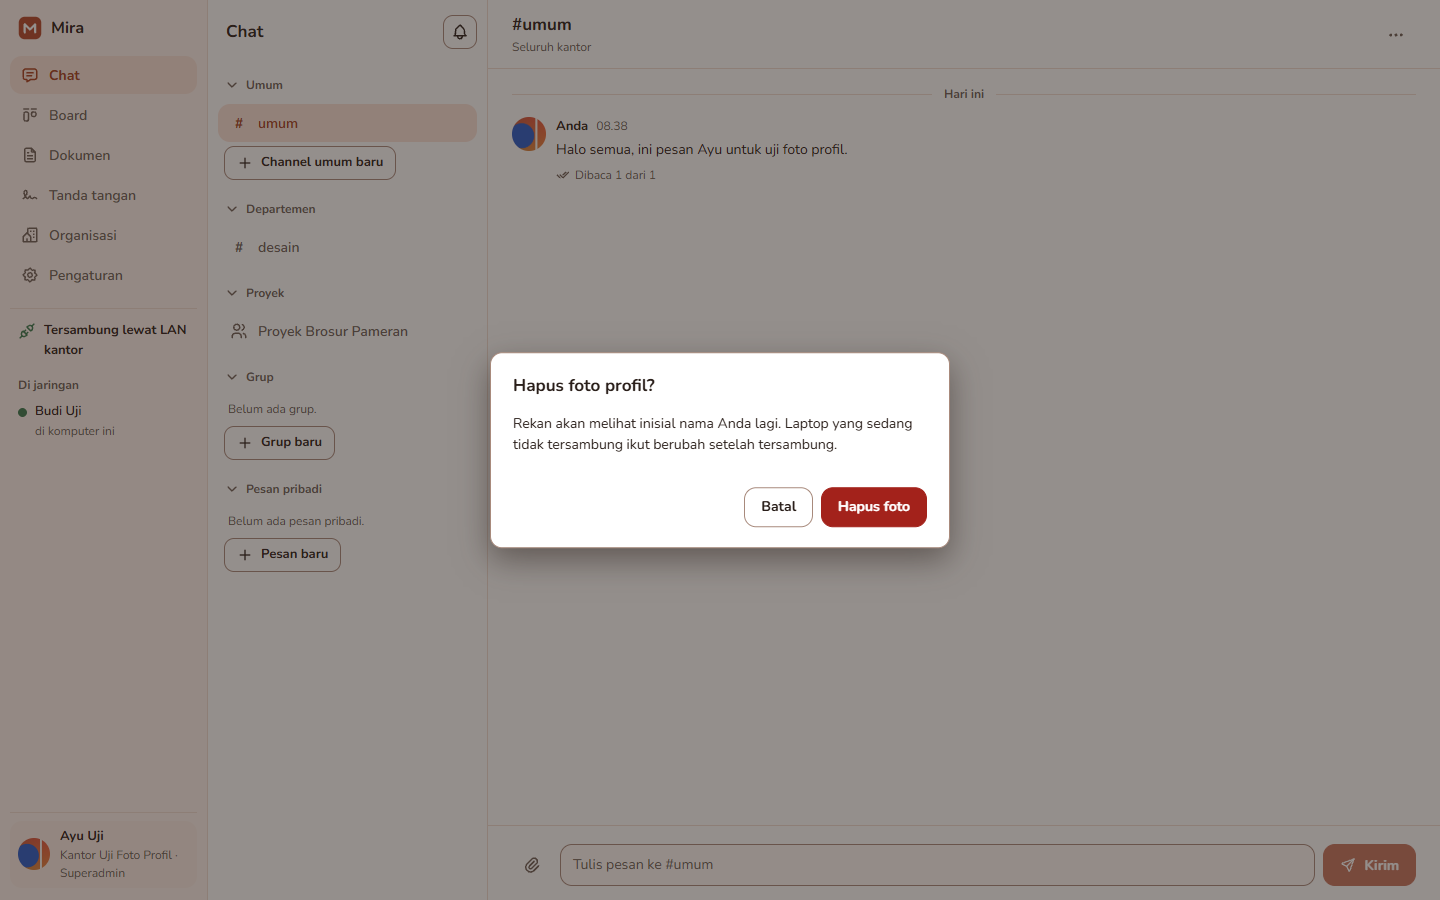 Mira
Chat
Board
Dokumen
Tanda tangan
Organisasi
Pengaturan
Tersambung lewat LAN
kantor
Di jaringan
Budi Uji
di komputer ini
Ayu Uji
Kantor Uji Foto Profil ·
Superadmin
Chat
Umum
# umum
Channel umum baru
Departemen
# desain
Proyek
Proyek Brosur Pameran
Grup
Belum ada grup.
Grup baru
Pesan pribadi
Belum ada pesan pribadi.
Pesan baru
#umum
Seluruh kantor
Hari ini
Anda 08.38
Halo semua, ini pesan Ayu untuk uji foto profil.
Dibaca 1 dari 1
Hapus foto profil?
Rekan akan melihat inisial nama Anda lagi. Laptop yang sedang
tidak tersambung ikut berubah setelah tersambung.
Batal
Hapus foto
Tulis pesan ke #umum
Kirim